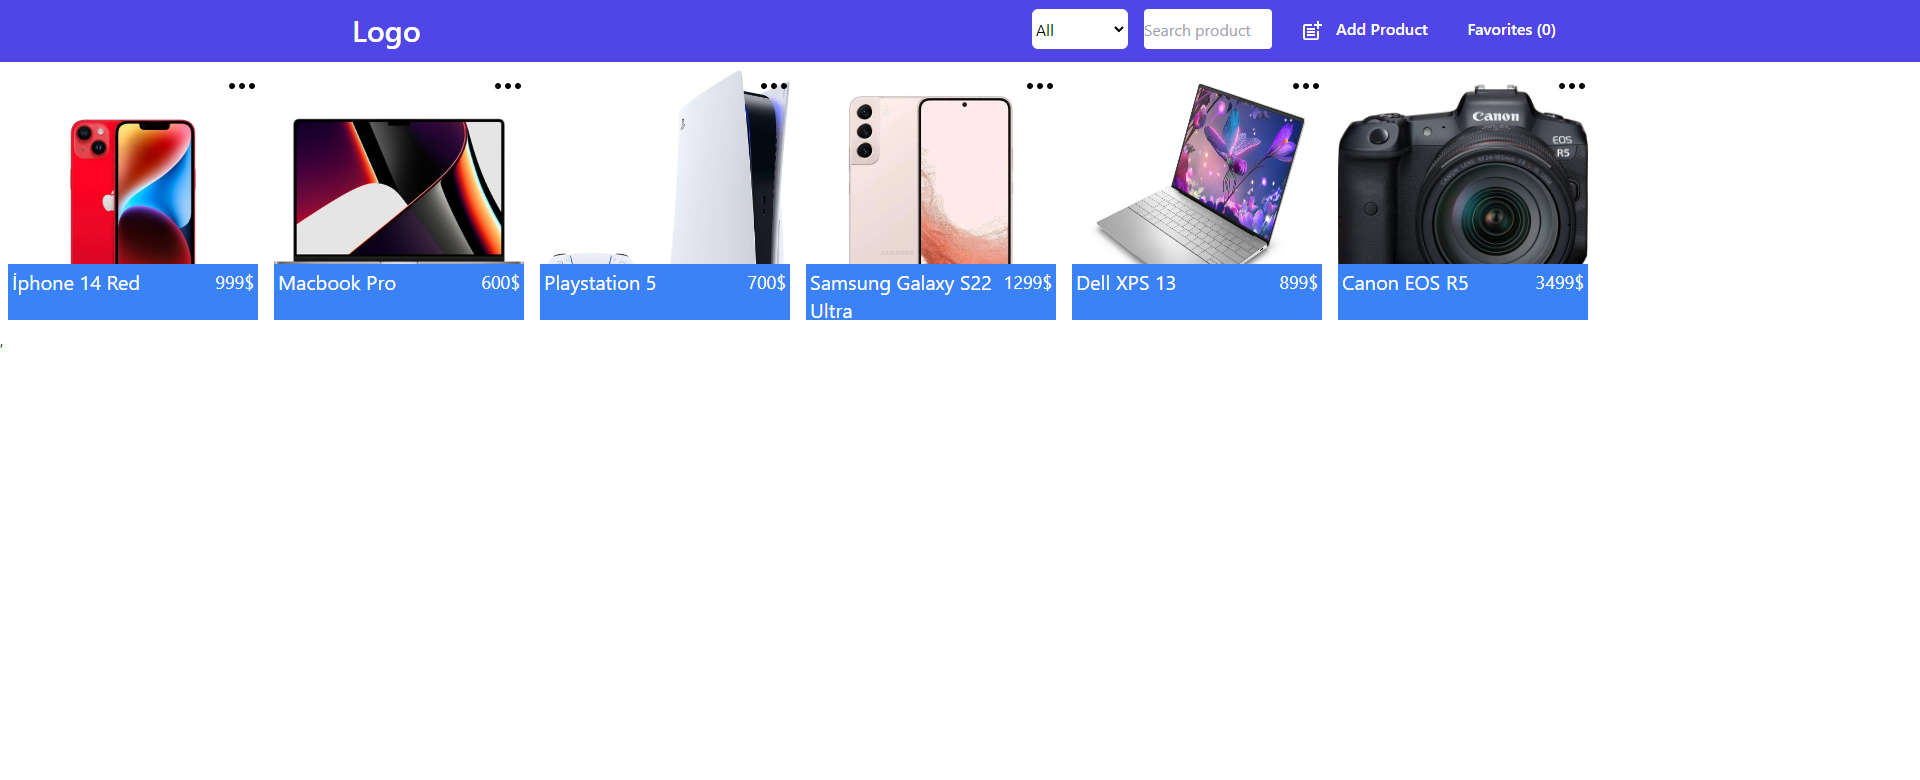 Logo
All
Search product
Add Product
Favorites (0)
Canon
EOS
R5
İphone 14 Red
999$
Macbook Pro
600$
Playstation 5
700$
Samsung Galaxy S22
Ultra
1299$
Dell XPS 13
899$
Canon EOS R5
3499$
,